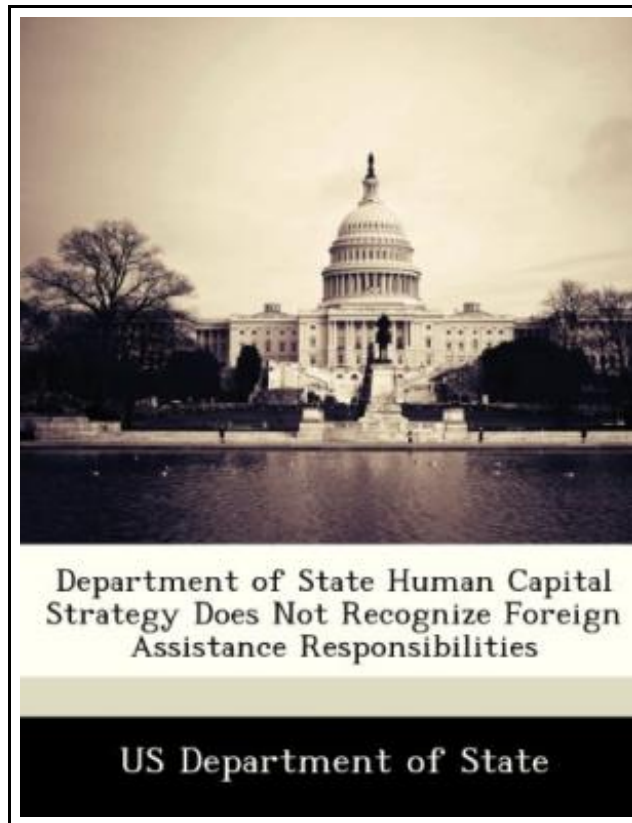 Department of State Human Capital
Strategy Does Not Recognize Foreign
Assistance Responsibilities
US Department of State